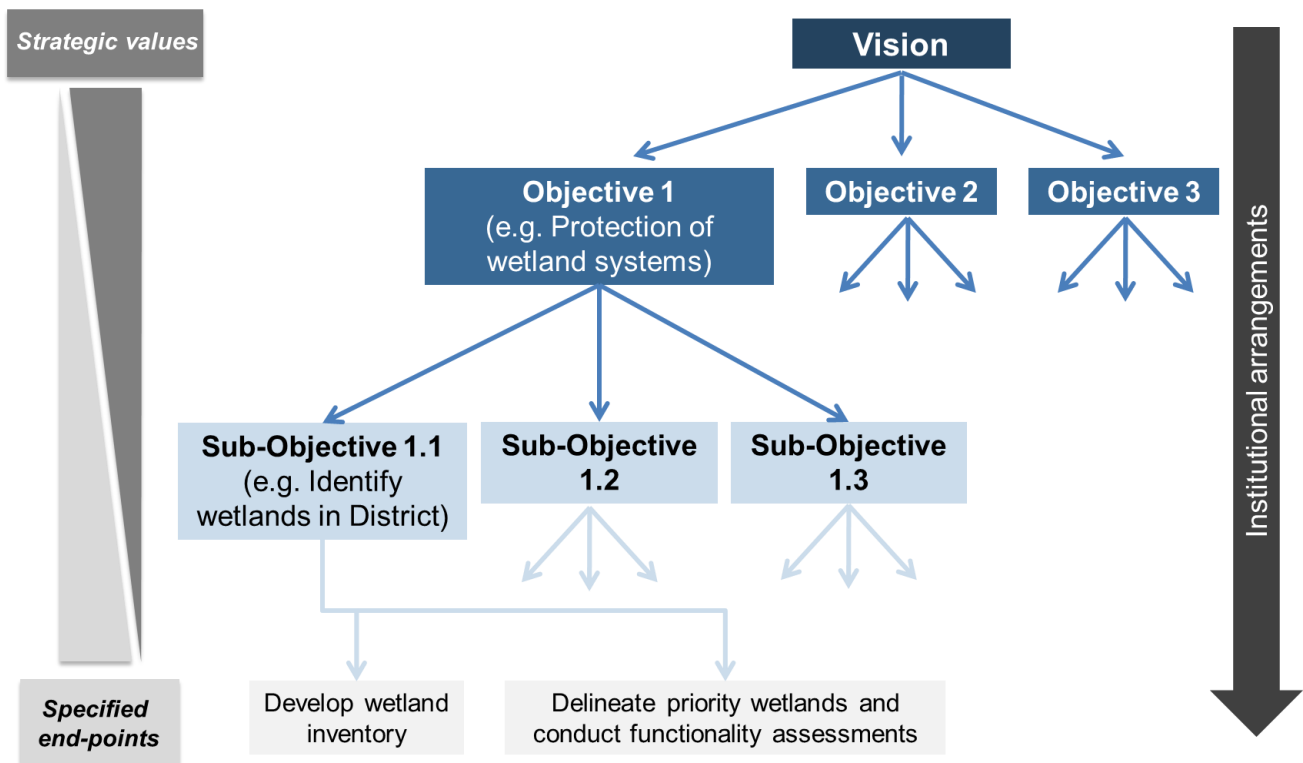 Strategic values
Vision
Objective 1
(e.g. Protection of
wetland systems)
Objective 2
Objective 3
Institutional arrangements
Sub-Objective 1.1
(e.g. Identify
wetlands in District)
Sub-Objective
1.2
Sub-Objective
1.3
Specified
end-points
Develop wetland
inventory
Delineate priority wetlands and
conduct functionality assessments